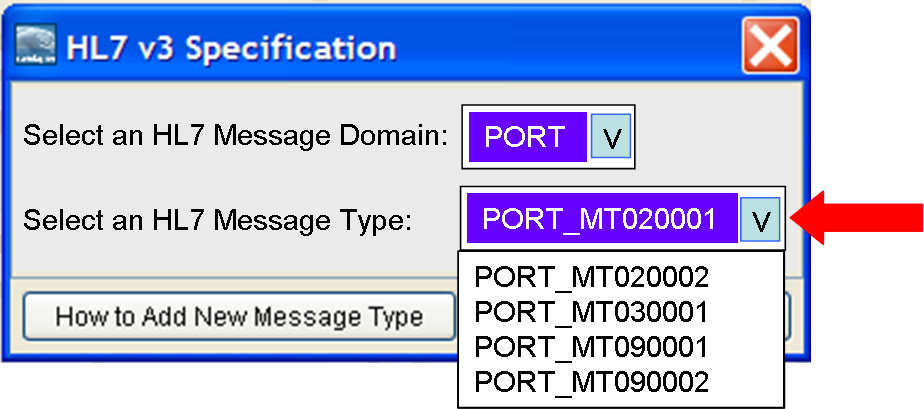 HL7 v3 Specification
Select an HL7 Message Domain: PORT V
Select an HL7 Message Type: PORT_MT020001 V
PORT_MT020002
PORT_MT030001
PORT_MT090001
PORT_MT090002
How to Add New Message Type